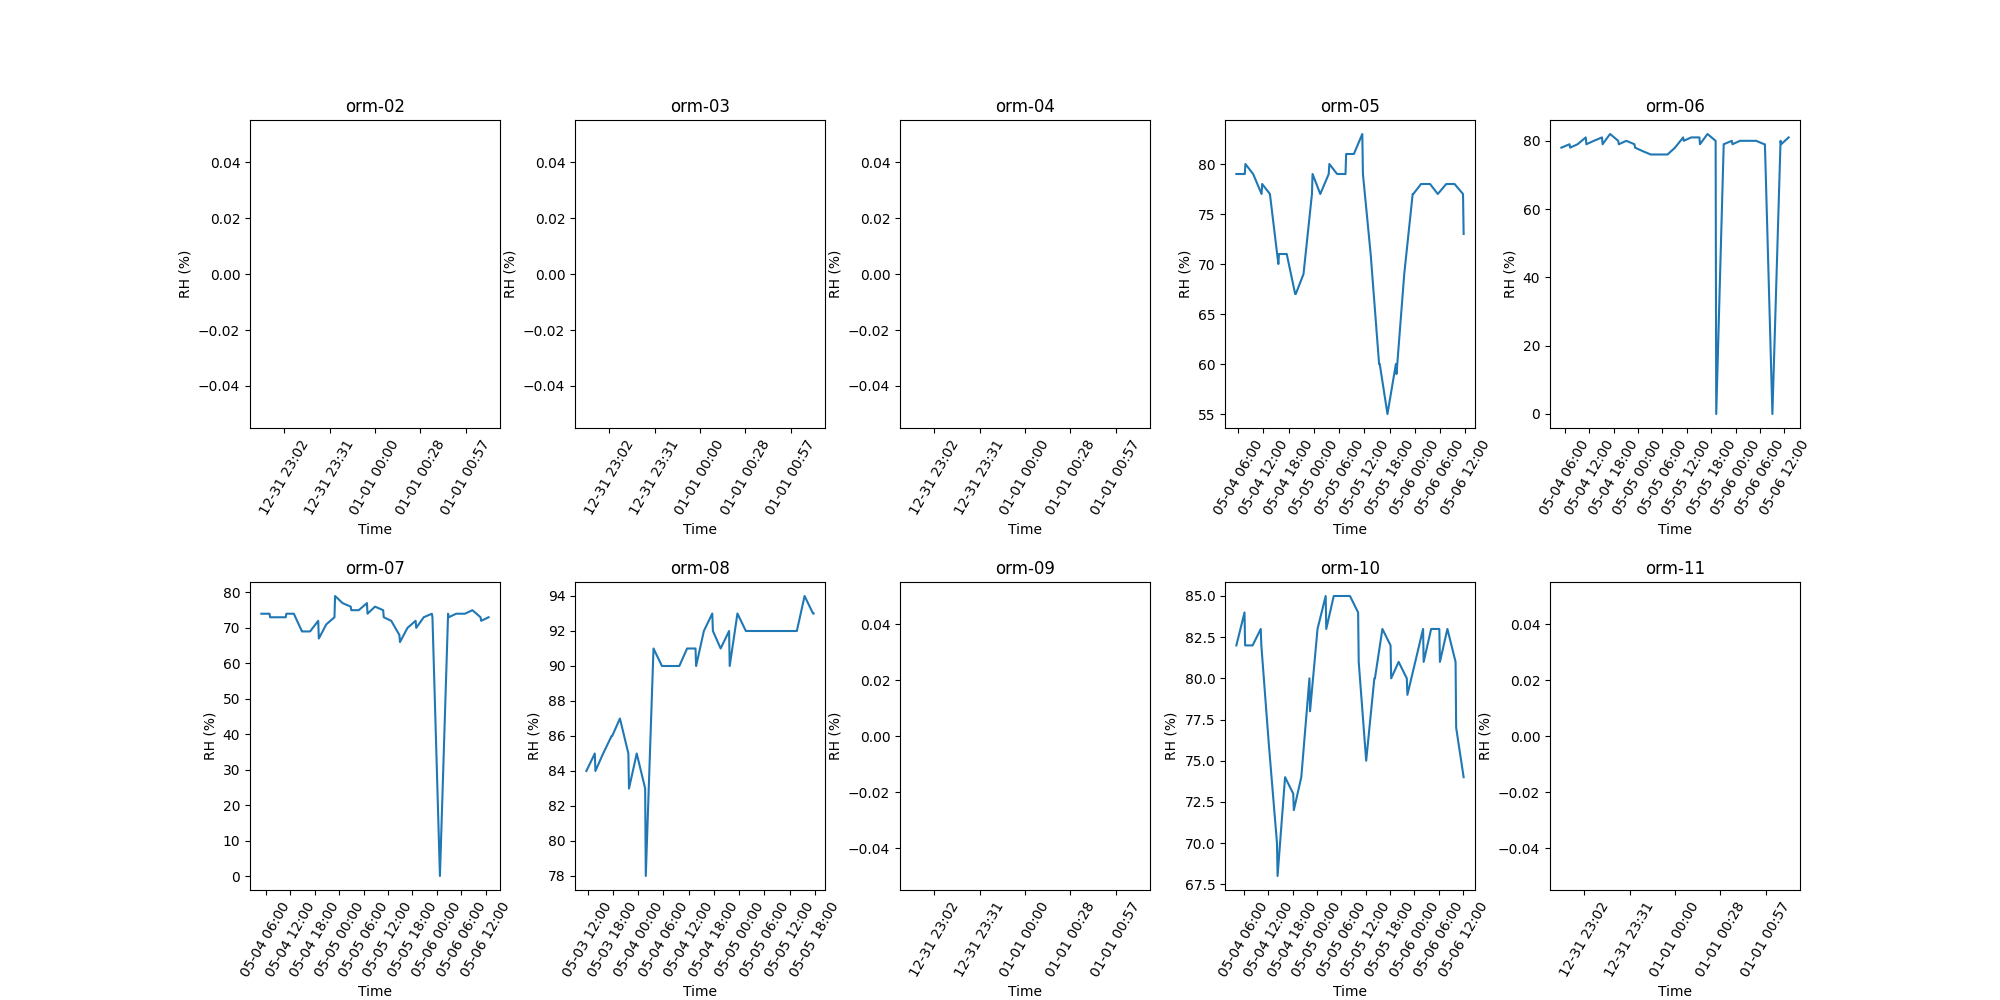 orm-02 orm-03 orm-04 orm-05 orm-06
RH (%) 0.04 0.02 0.00 −0.02 −0.04
RH (%) 0.04 0.02 0.00 −0.02 −0.04
RH (%) 0.04 0.02 0.00 −0.02 −0.04
RH (%) 80 75 70 65 60 55
RH (%) 80 60 40 20 0
12-31 23:02 12-31 23:31 01-01 00:00 01-01 00:28 01-01 00:57
12-31 23:02 12-31 23:31 01-01 00:00 01-01 00:28 01-01 00:57
12-31 23:02 12-31 23:31 01-01 00:00 01-01 00:28 01-01 00:57
05-04 06:00 05-04 12:00 05-04 18:00 05-05 00:00 05-05 06:00 05-05 12:00 05-05 18:00 05-06 00:00 05-06 06:00 05-06 12:00
05-04 06:00 05-04 12:00 05-04 18:00 05-05 00:00 05-05 06:00 05-05 12:00 05-05 18:00 05-06 00:00 05-06 06:00 05-06 12:00
Time Time Time Time Time
orm-07 orm-08 orm-09 orm-10 orm-11
RH (%) 80 70 60 50 40 30 20 10 0
RH (%) 94 92 90 88 86 84 82 80 78
RH (%) 0.04 0.02 0.00 −0.02 −0.04
RH (%) 85.0 82.5 80.0 77.5 75.0 72.5 70.0 67.5
RH (%) 0.04 0.02 0.00 −0.02 −0.04
05-04 06:00 05-04 12:00 05-04 18:00 05-05 00:00 05-05 06:00 05-05 12:00 05-05 18:00 05-06 00:00 05-06 06:00 05-06 12:00
05-03 12:00 05-03 18:00 05-04 00:00 05-04 06:00 05-04 12:00 05-04 18:00 05-05 00:00 05-05 06:00 05-05 12:00 05-05 18:00
12-31 23:02 12-31 23:31 01-01 00:00 01-01 00:28 01-01 00:57
05-04 06:00 05-04 12:00 05-04 18:00 05-05 00:00 05-05 06:00 05-05 12:00 05-05 18:00 05-06 00:00 05-06 06:00 05-06 12:00
12-31 23:02 12-31 23:31 01-01 00:00 01-01 00:28 01-01 00:57
Time Time Time Time Time